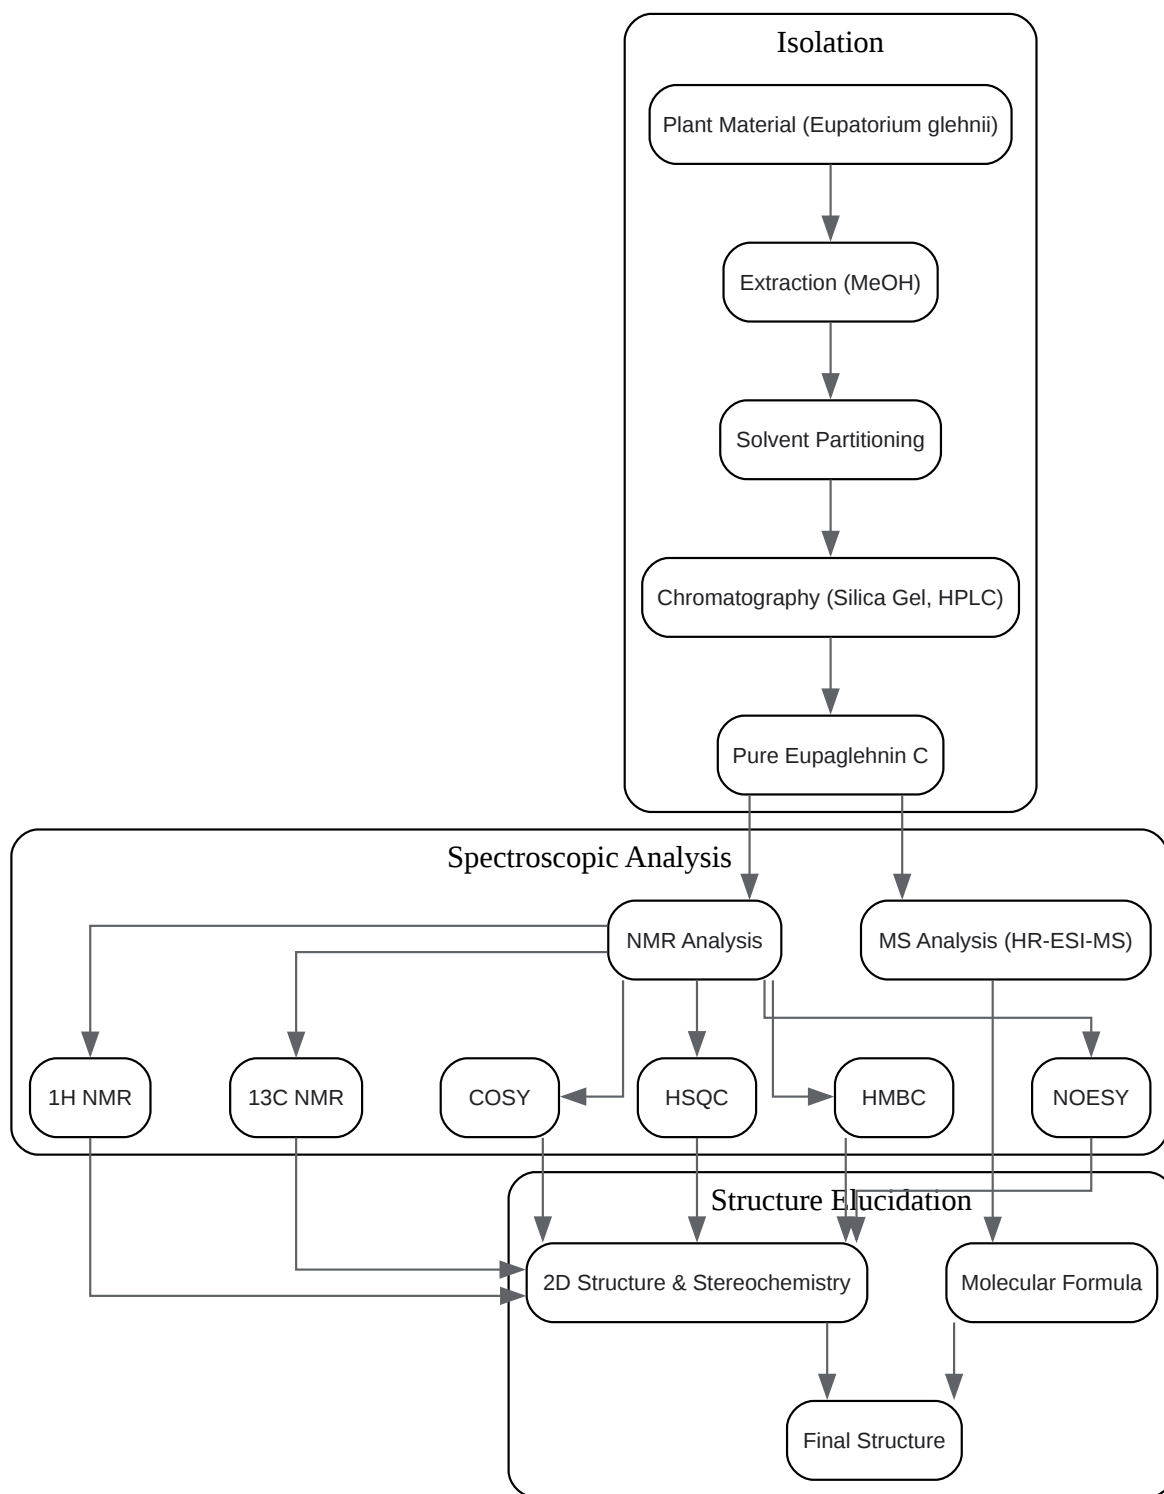 Isolation
Plant Material (Eupatorium glehnii)
Extraction (MeOH)
Solvent Partitioning
Chromatography (Silica Gel, HPLC)
Pure Eupaglehnin C
Spectroscopic Analysis
NMR Analysis
MS Analysis (HR-ESI-MS)
1H NMR
13C NMR
COSY
HSQC
HMBC
NOESY
Structure Elucidation
2D Structure & Stereochemistry
Molecular Formula
Final Structure